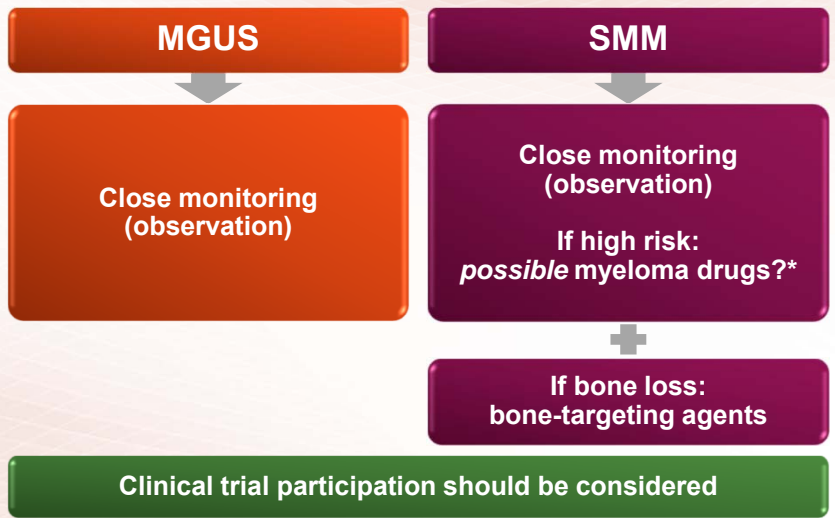 MGUS
SMM
Close monitoring
(observation)
Close monitoring
(observation)
If high risk:
possible myeloma drugs?*
If bone loss:
bone-targeting agents
Clinical trial participation should be considered